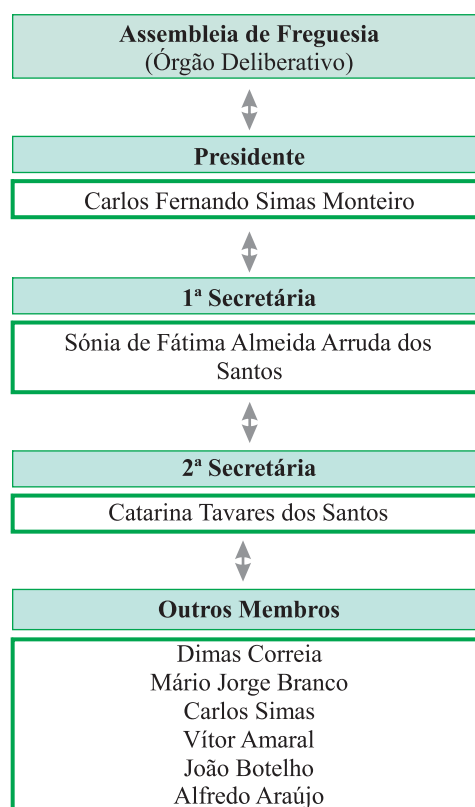 Assembleia de Freguesia
(Órgão Deliberativo)
Presidente
Carlos Fernando Simas Monteiro
1ª Secretária
Sónia de Fátima Almeida Arruda dos
Santos
2ª Secretária
Catarina Tavares dos Santos
Outros Membros
Dimas Correia
Mário Jorge Branco
Carlos Simas
Vítor Amaral
João Botelho
Alfredo Araújo